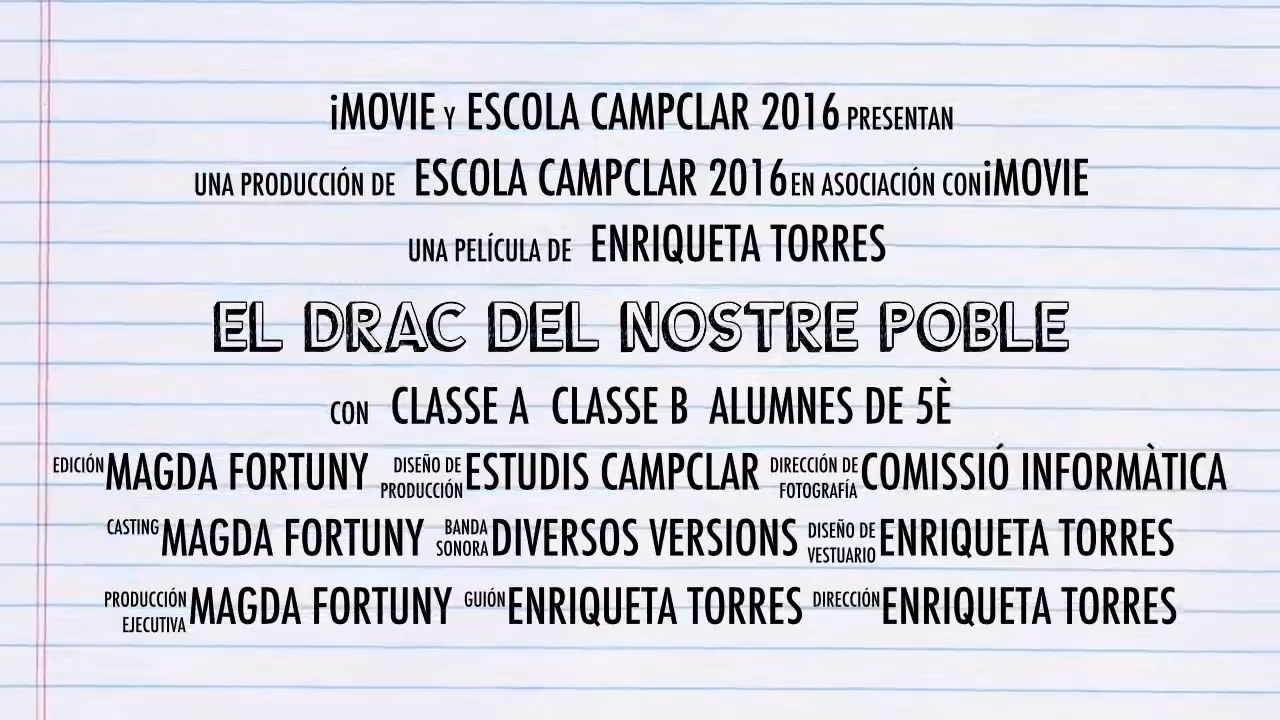 iMOVIE Y ESCOLA CAMPCLAR 2016 PRESENTAN
UNA PRODUCCIÓN DE ESCOLA CAMPCLAR 2016 EN ASOCIACIÓN CON iMOVIE
UNA PELÍCULA DE ENRIQUETA TORRES
EL DRAC DEL NOSTRE POBLE
CON CLASSE A CLASSE B ALUMNES DE 5È
EDICIÓN MAGDA FORTUNY DISEÑO DE PRODUCCIÓN ESTUDIS CAMPCLAR DIRECCIÓN DE FOTOGRAFÍA COMISSIÓ INFORMÀTICA
CASTING MAGDA FORTUNY BANDA SONORA DIVERSOS VERSIONS DISEÑO DE VESTUARIO ENRIQUETA TORRES
PRODUCCIÓN EJECUTIVA MAGDA FORTUNY GUIÓN ENRIQUETA TORRES DIRECCIÓN ENRIQUETA TORRES